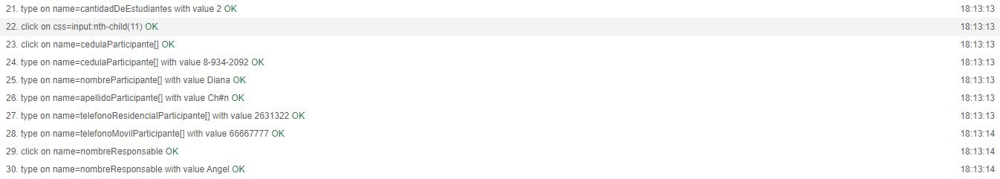 21. type on name=cantidadDeEstudiantes with value 2 OK 18:13:13
22. click on css=input:nth-child(11) OK 18:13:13
23. click on name=cedulaParticipante[] OK 18:13:13
24. type on name=cedulaParticipante[] with value 8-934-2092 OK 18:13:13
25. type on name=nombreParticipante[] with value Diana OK 18:13:13
26. type on name=apellidoParticipante[] with value Ch#n OK 18:13:13
27. type on name=telefonoResidencialParticipante[] with value 2631322 OK 18:13:13
28. type on name=telefonoMovilParticipante[] with value 66667777 OK 18:13:14
29. click on name=nombreResponsable OK 18:13:14
30. type on name=nombreResponsable with value Angel OK 18:13:14